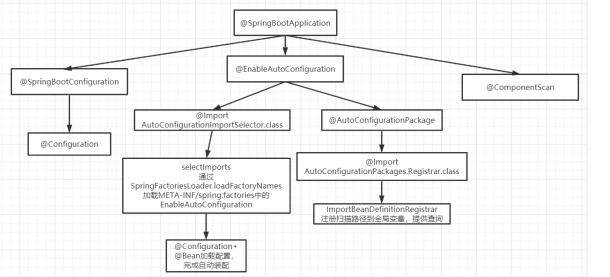 @SpringBootApplication
@SpringBootConfiguration
@EnableAutoConfiguration
@ComponentScan
@Configuration
@Import
AutoConfigurationImportSelector.class
@AutoConfigurationPackage
selectImports
通过
SpringFactoriesLoader.loadFactoryNames
加载META-INF/spring.factories中的
EnableAutoConfiguration
@Import
AutoConfigurationPackages.Registrar.class
ImportBeanDefinitionRegistrar
注册扫描路径到全局变量，提供查询
@Configuration+
@Bean加载配置，
完成自动装配